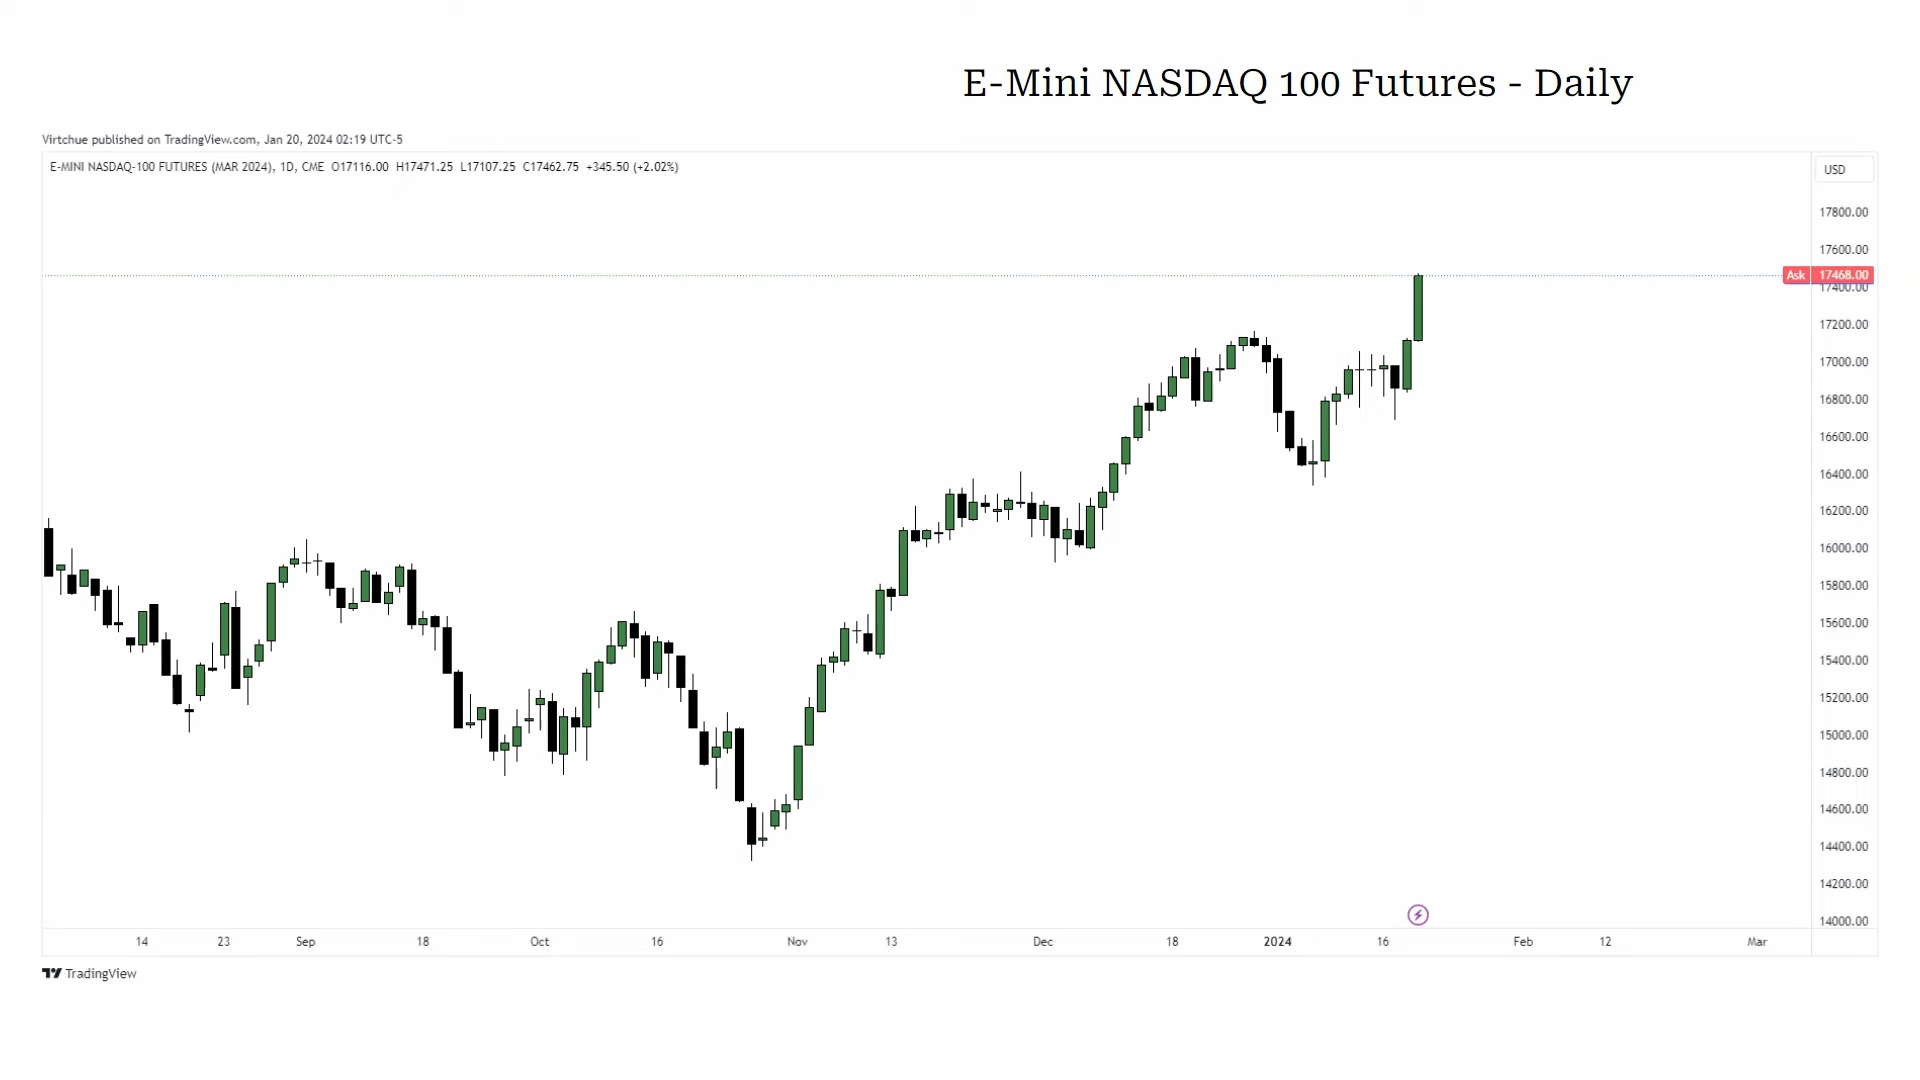 E-Mini NASDAQ 100 Futures - Daily
Virtchue published on TradingView.com, Jan 20, 2024 02:19 UTC-5
E-MINI NASDAQ-100 FUTURES (MAR 2024), 1D, CME O17116.00 H17471.25 L17107.25 C17462.75 +345.50 (+2.02%)
USD
17800.00
17600.00
Ask 17468.00
17400.00
17200.00
17000.00
16800.00
16600.00
16400.00
16200.00
16000.00
15800.00
15600.00
15400.00
15200.00
15000.00
14800.00
14600.00
14400.00
14200.00
14000.00
14 23 Sep 18 Oct 16 Nov 13 Dec 18 2024 16 Feb 12 Mar
TradingView